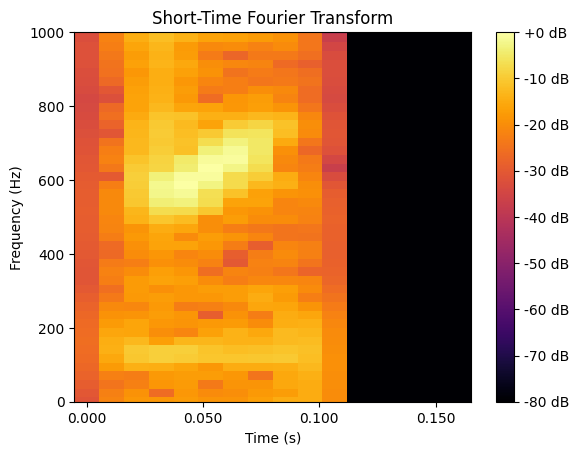 Short-Time Fourier Transform
1000
800
600
400
200
0
Frequency (Hz)
0.000
0.050
0.100
0.150
Time (s)
+0 dB
-10 dB
-20 dB
-30 dB
-40 dB
-50 dB
-60 dB
-70 dB
-80 dB